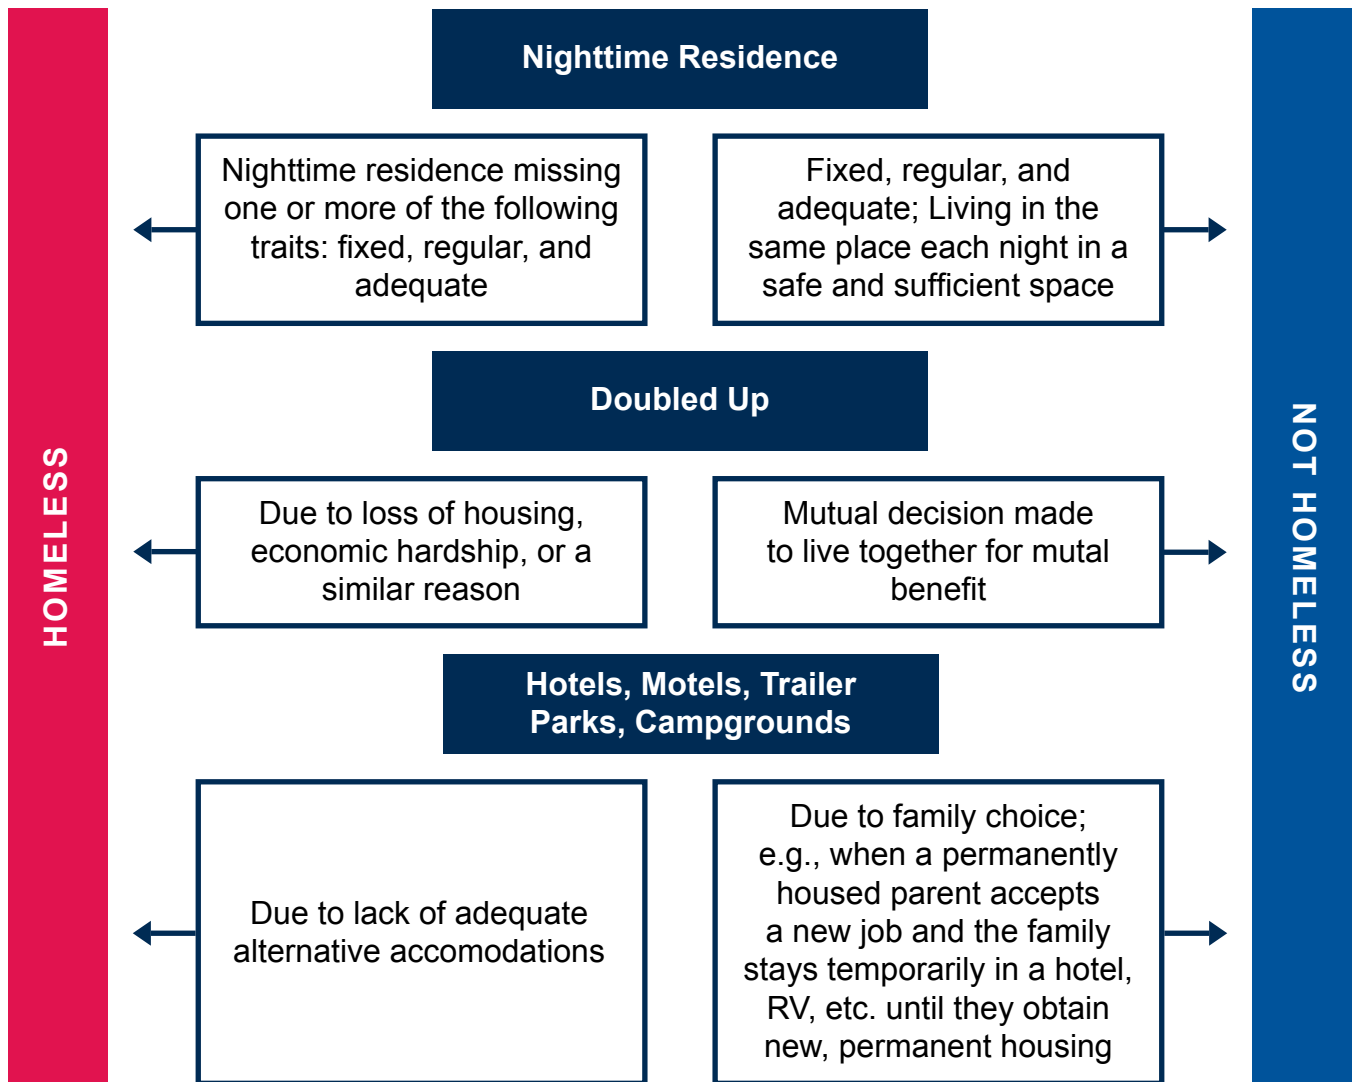 Nighttime Residence
Nighttime residence missing
one or more of the following
traits: fixed, regular, and
adequate
Fixed, regular, and
adequate; Living in the
same place each night in a
safe and sufficient space
Doubled Up
Due to loss of housing,
economic hardship, or a
similar reason
Mutual decision made
to live together for mutal
benefit
Hotels, Motels, Trailer
Parks, Campgrounds
Due to lack of adequate
alternative accomodations
Due to family choice;
e.g., when a permanently
housed parent accepts
a new job and the family
stays temporarily in a hotel,
RV, etc. until they obtain
new, permanent housing
HOMELESS
NOT HOMELESS